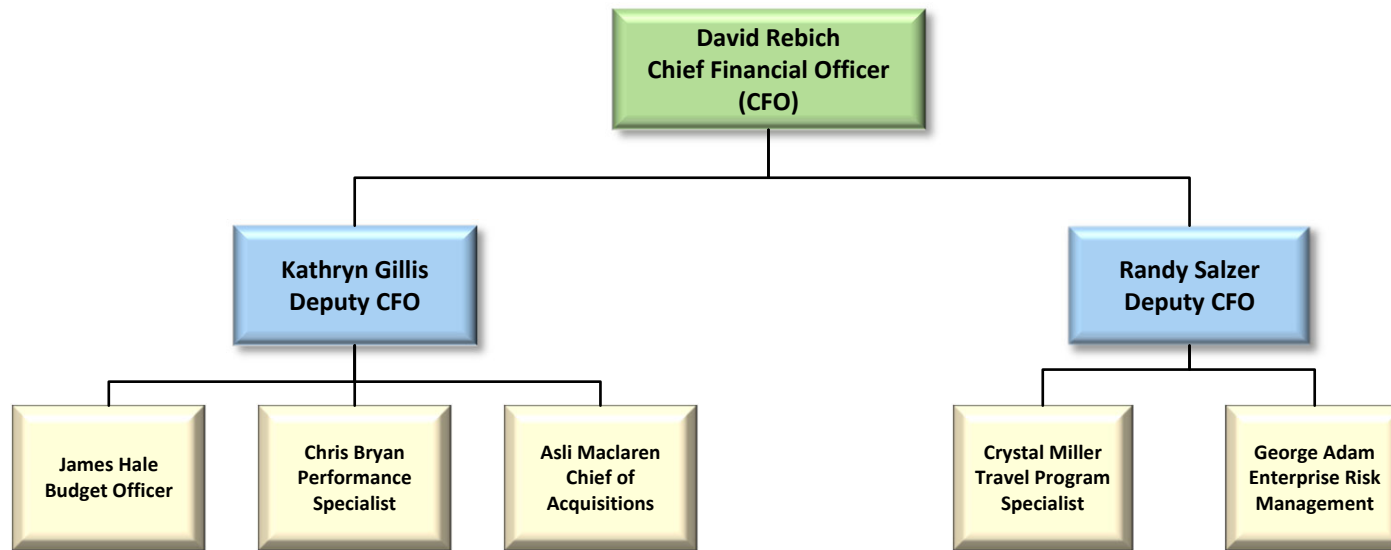 David Rebich
Chief Financial Officer
(CFO)
Kathryn Gillis
Deputy CFO
Randy Salzer
Deputy CFO
James Hale
Budget Officer
Chris Bryan
Performance
Specialist
Asli Maclaren
Chief of
Acquisitions
Crystal Miller
Travel Program
Specialist
George Adam
Enterprise Risk
Management